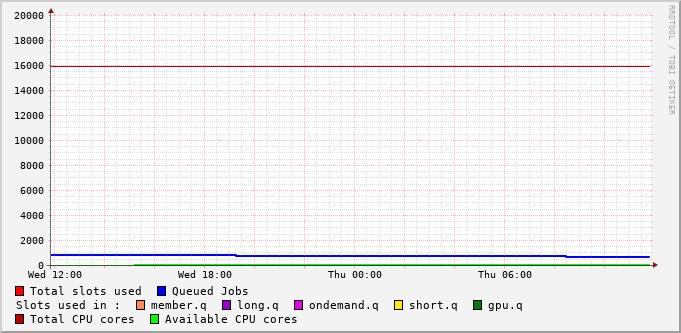 20000
18000
16000
14000
12000
10000
8000
6000
4000
2000
0
Wed 12:00 Wed 18:00 Thu 00:00 Thu 06:00
Total slots used Queued Jobs
Slots used in : member.q long.q ondemand.q short.q gpu.q
Total CPU cores Available CPU cores
RRDTOOL / TOBI OETIKER